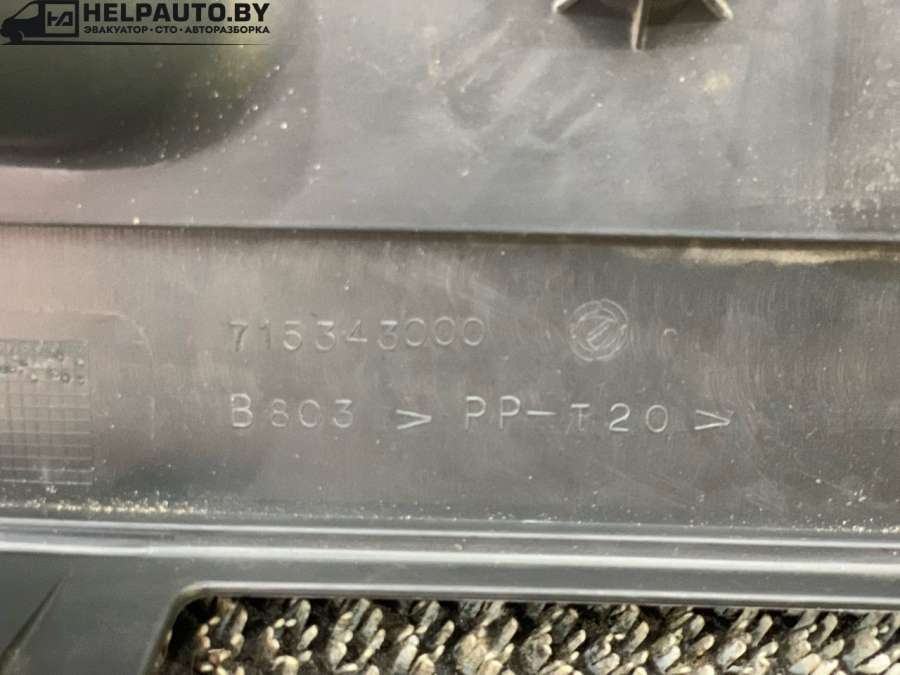 HELPAUTO.BY
ЭВАКУАТОР · СТО · АВТОРАЗБОРКА
715343000
B803 > PP-T20 >